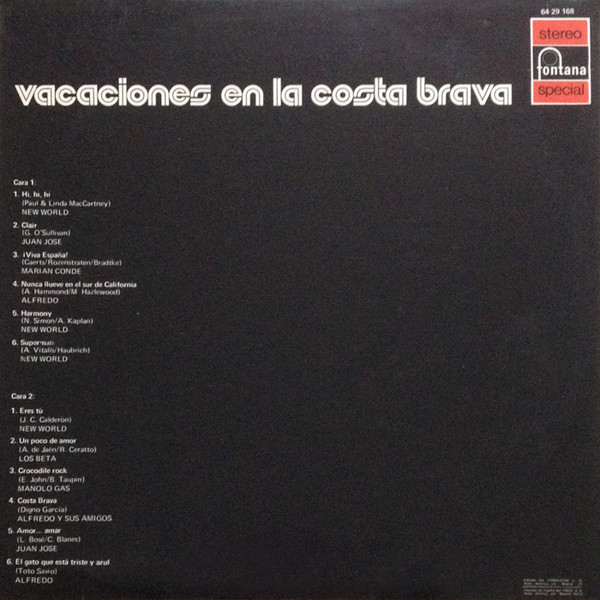 64 29 168
stereo
fontana
special
vacaciones en la costa brava
Cara 1:
1. Hi, hi, hi
(Paul & Linda MacCartney)
NEW WORLD
2. Clair
(G. O'Sullivan)
JUAN JOSE
3. ¡Viva España!
(Caerts/Rozenstraten/Bradtke)
MARIAN CONDE
4. Nunca llueve en el sur de California
(A. Hammond/M. Hazlewood)
ALFREDO
5. Harmony
(N. Simon/A. Kaplan)
NEW WORLD
6. Superman
(A. Vitalis/Haubrich)
NEW WORLD
Cara 2:
1. Eres tú
(J. C. Calderón)
NEW WORLD
2. Un poco de amor
(A. de Jaén/R. Ceratto)
LOS BETA
3. Crocodile rock
(E. John/B. Taupin)
MANOLO GAS
4. Costa Brava
(Digno García)
ALFREDO Y SUS AMIGOS
5. Amor... amar
(L. Bosé/C. Blanes)
JUAN JOSE
6. El gato que está triste y azul
(Toto Savio)
ALFREDO